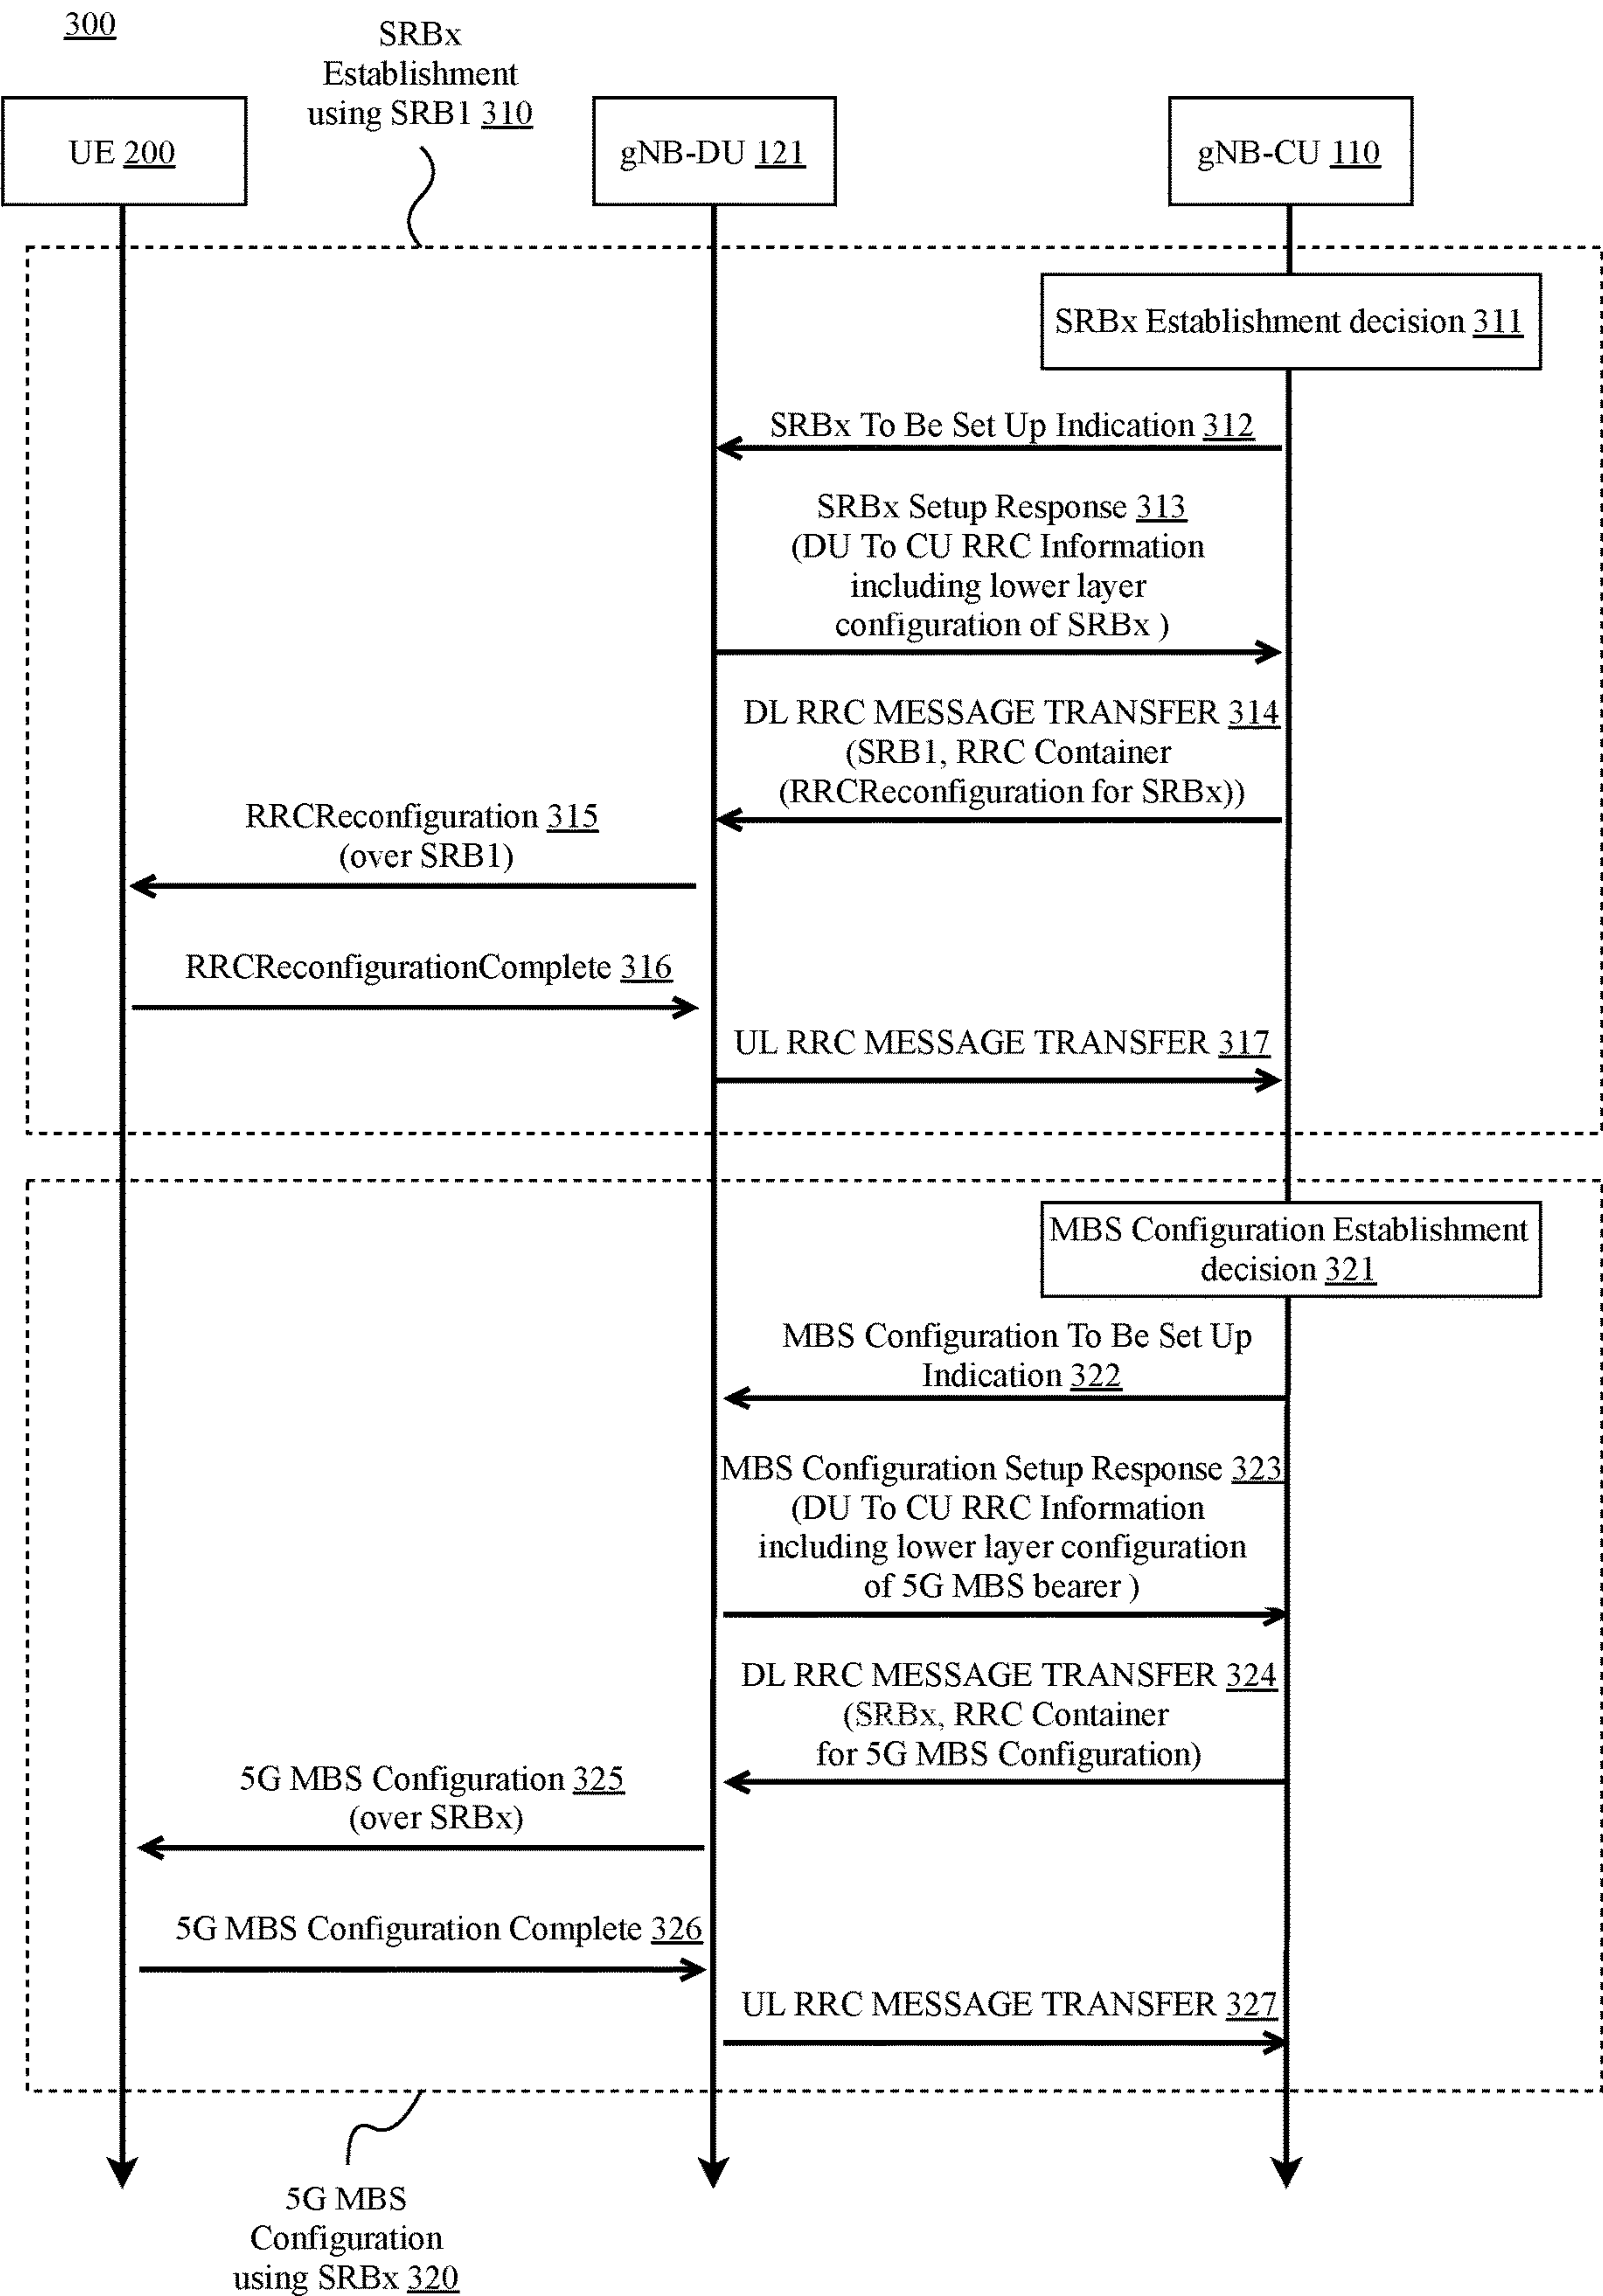 300
SRBx
Establishment
using SRB1 310
UE 200
gNB-DU 121
gNB-CU 110
SRBx Establishment decision 311
SRBx To Be Set Up Indication 312
SRBx Setup Response 313
(DU To CU RRC Information
including lower layer
configuration of SRBx )
DL RRC MESSAGE TRANSFER 314
(SRB1, RRC Container
(RRCReconfiguration for SRBx))
RRCReconfiguration 315
(over SRB1)
RRCReconfigurationComplete 316
UL RRC MESSAGE TRANSFER 317
MBS Configuration Establishment
decision 321
MBS Configuration To Be Set Up
Indication 322
MBS Configuration Setup Response 323
(DU To CU RRC Information
including lower layer configuration
of 5G MBS bearer )
DL RRC MESSAGE TRANSFER 324
(SRBx, RRC Container
for 5G MBS Configuration)
5G MBS Configuration 325
(over SRBx)
5G MBS Configuration Complete 326
UL RRC MESSAGE TRANSFER 327
5G MBS
Configuration
using SRBx 320